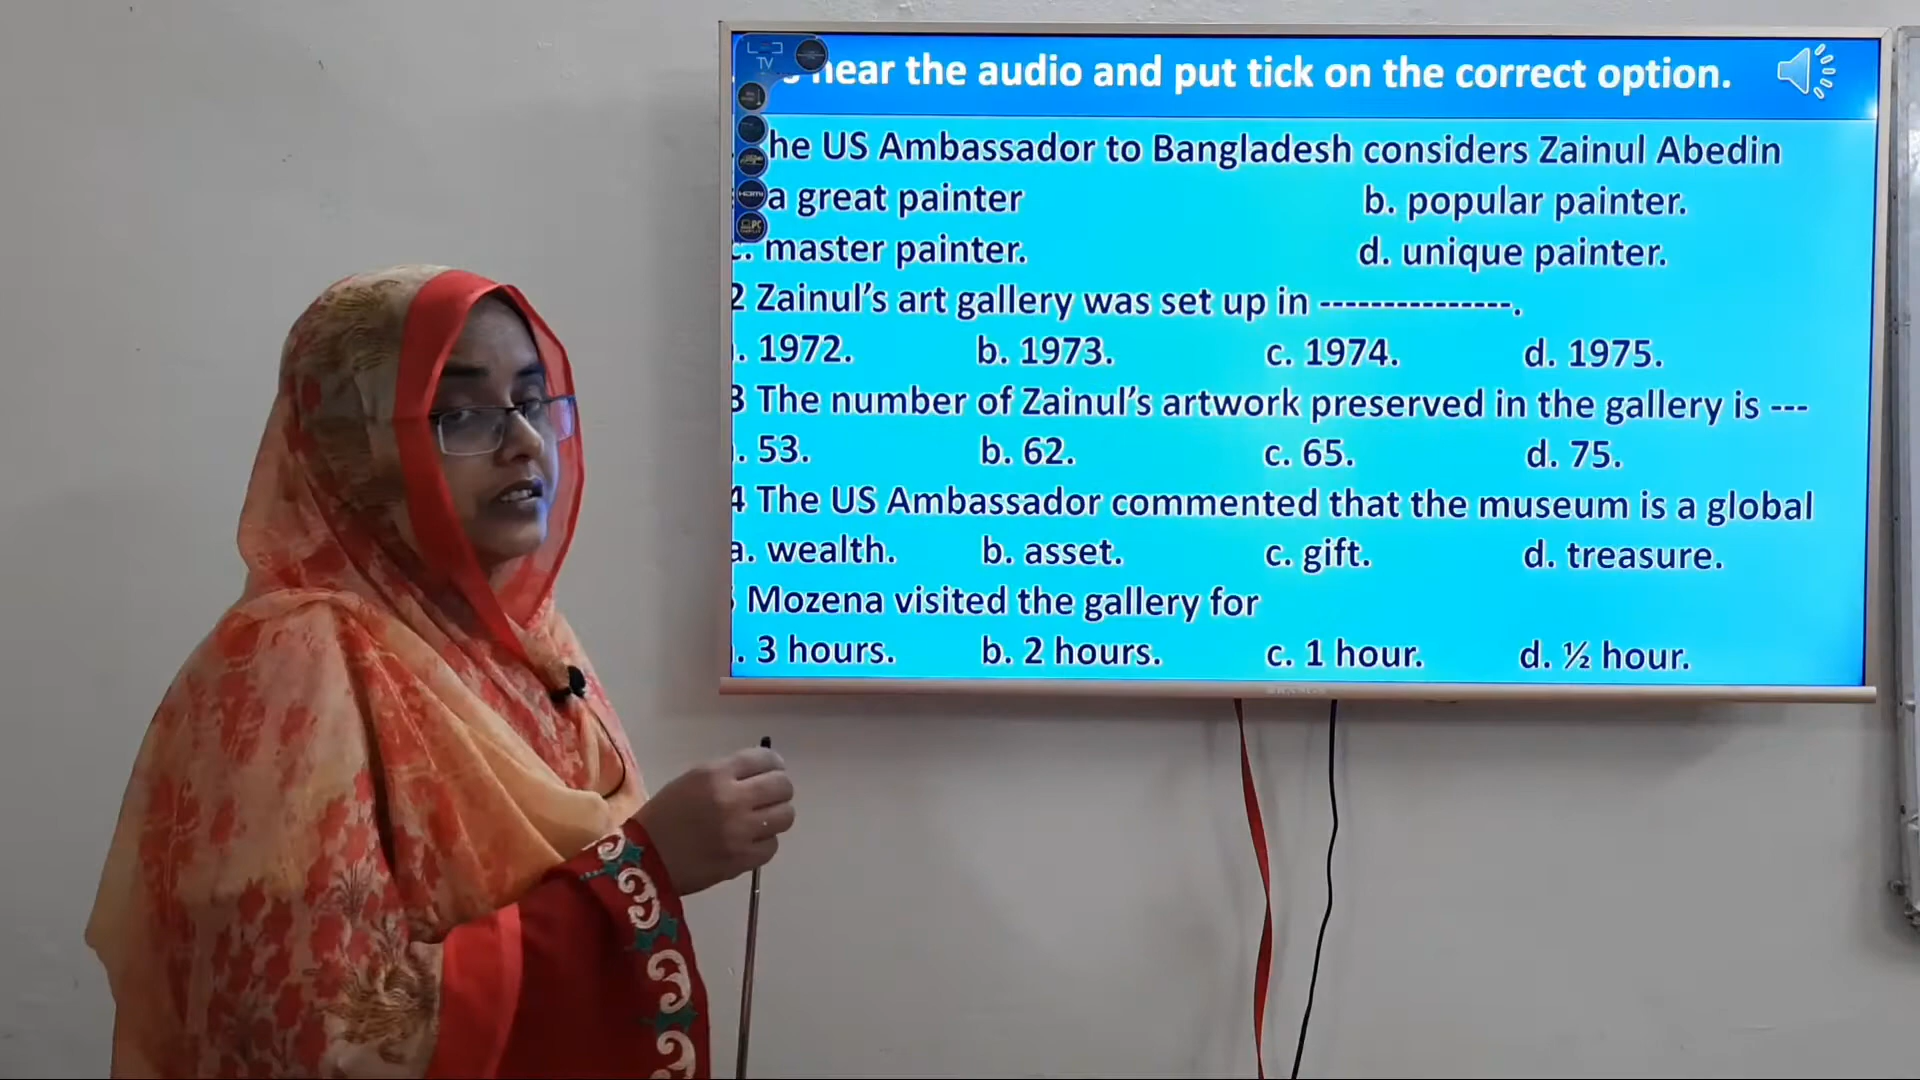 TV
hear the audio and put tick on the correct option.
he US Ambassador to Bangladesh considers Zainul Abedin
a great painter b. popular painter.
c. master painter. d. unique painter.
2 Zainul's art gallery was set up in ---------------.
. 1972. b. 1973. c. 1974. d. 1975.
3 The number of Zainul's artwork preserved in the gallery is ---
. 53. b. 62. c. 65. d. 75.
4 The US Ambassador commented that the museum is a global
a. wealth. b. asset. c. gift. d. treasure.
Mozena visited the gallery for
. 3 hours. b. 2 hours. c. 1 hour. d. ½ hour.